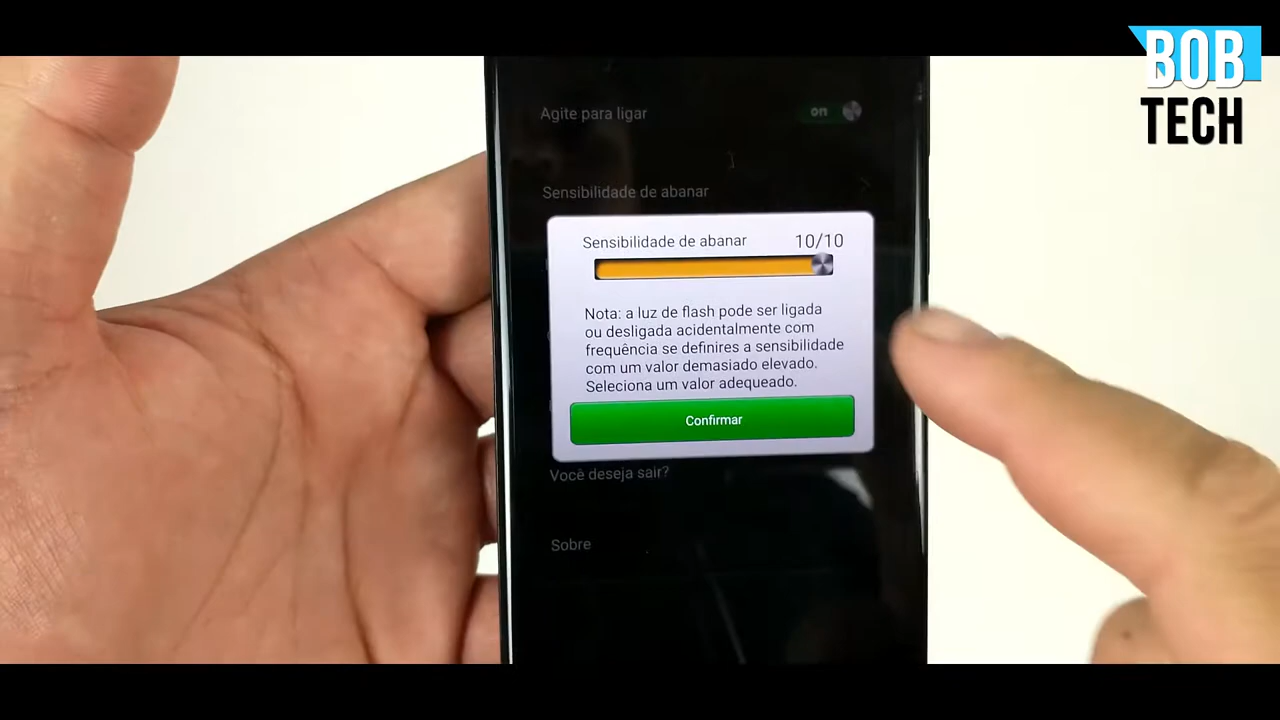 BOB
TECH
Agite para ligar
on
Sensibilidade de abanar
Sensibilidade de abanar 10/10
Nota: a luz de flash pode ser ligada
ou desligada acidentalmente com
frequência se definires a sensibilidade
com um valor demasiado elevado.
Seleciona um valor adequeado.
Confirmar
Você deseja sair?
Sobre